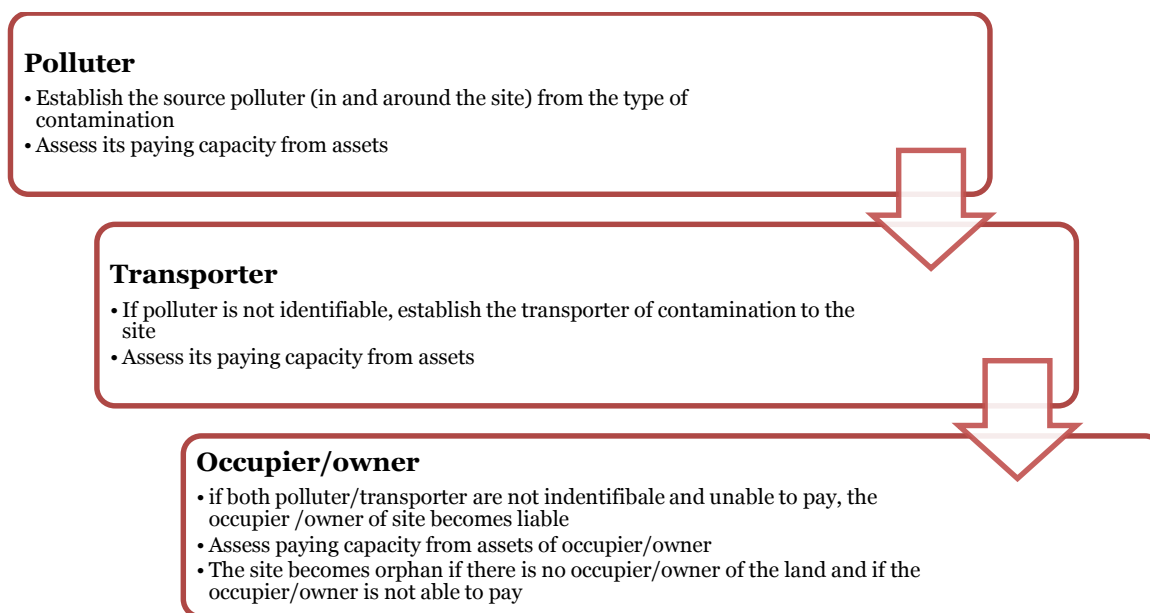 Polluter
• Establish the source polluter (in and around the site) from the type of
contamination
• Assess its paying capacity from assets
Transporter
• If polluter is not identifiable, establish the transporter of contamination to the
site
• Assess its paying capacity from assets
Occupier/owner
• if both polluter/transporter are not indentifibale and unable to pay, the
occupier /owner of site becomes liable
• Assess paying capacity from assets of occupier/owner
• The site becomes orphan if there is no occupier/owner of the land and if the
occupier/owner is not able to pay